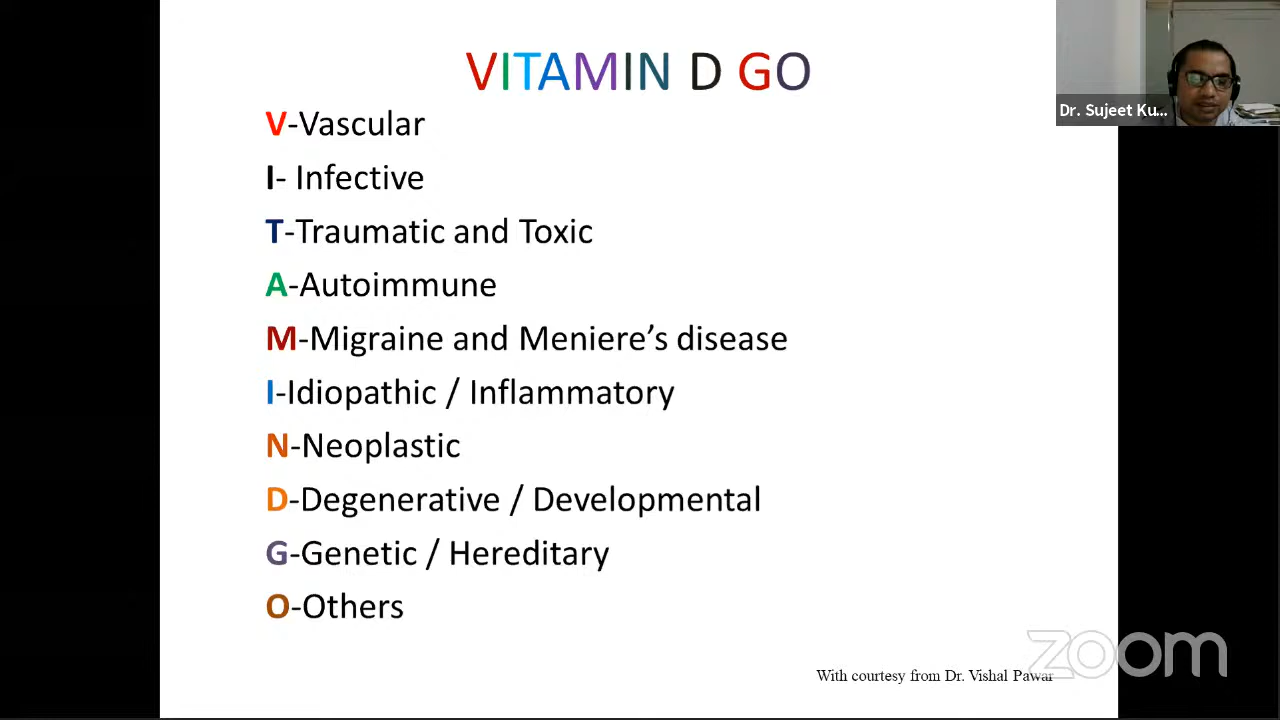 VITAMIN D GO
V-Vascular
I- Infective
T-Traumatic and Toxic
A-Autoimmune
M-Migraine and Meniere’s disease
I-Idiopathic / Inflammatory
N-Neoplastic
D-Degenerative / Developmental
G-Genetic / Hereditary
O-Others
With courtesy from Dr. Vishal Pawar
Dr. Sujeet Ku...
zoom